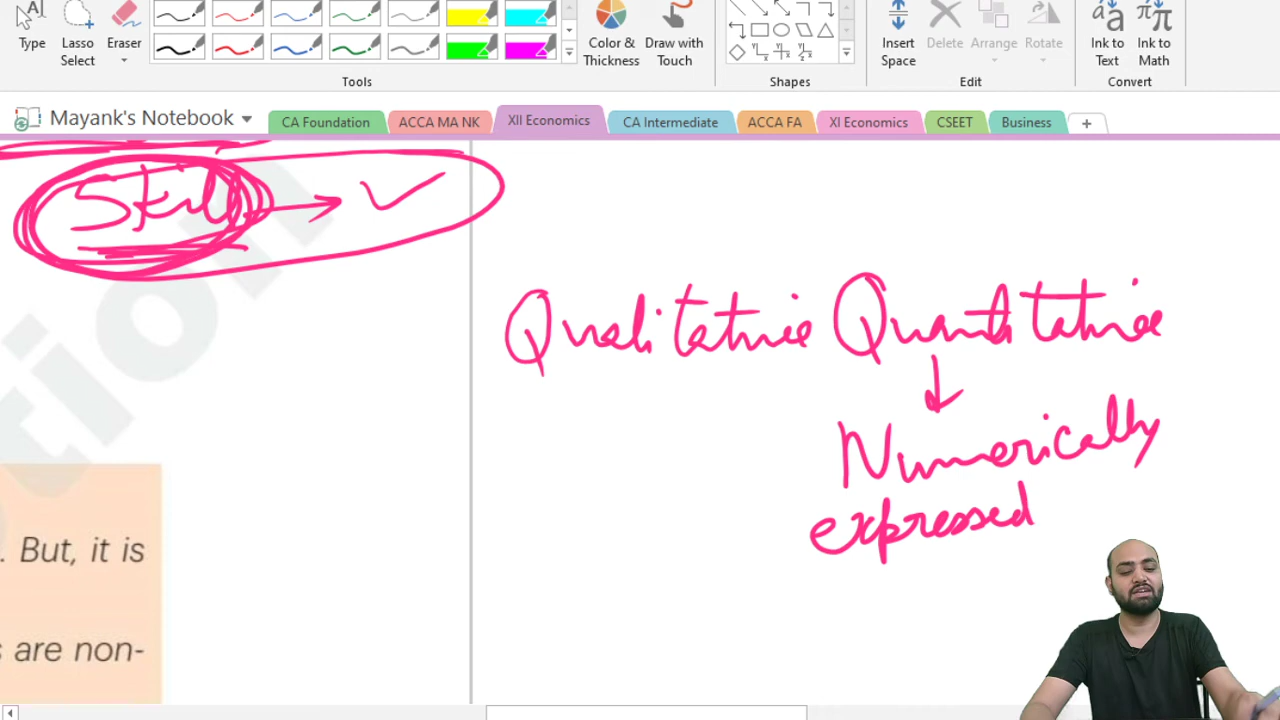 Type
Lasso Select
Eraser
Color & Thickness
Draw with Touch
Insert Space
Delete
Arrange
Rotate
Ink to Text
Ink to Math
Tools
Shapes
Edit
Convert
Mayank's Notebook
CA Foundation
ACCA MA NK
XII Economics
CA Intermediate
ACCA FA
XI Economics
CSEET
Business
Skill
Qualitative Quantitative
Numerically
expressed
. But, it is
s are non-
tion